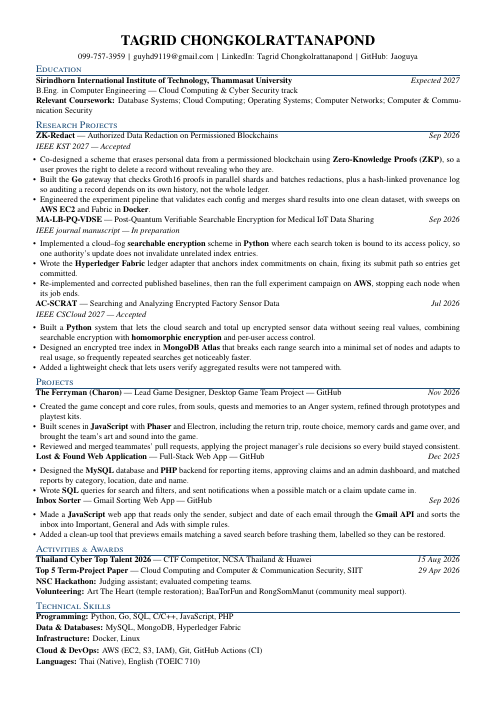 TAGRID CHONGKOLRATTANAPOND
099-757-3959 | guyhd9119@gmail.com | LinkedIn: Tagrid Chongkolrattanapond | GitHub: Jaoguya
EDUCATION
Sirindhorn International Institute of Technology, Thammasat University Expected 2027
B.Eng. in Computer Engineering — Cloud Computing & Cyber Security track
Relevant Coursework: Database Systems; Cloud Computing; Operating Systems; Computer Networks; Computer & Commu-
nication Security
RESEARCH PROJECTS
ZK-Redact — Authorized Data Redaction on Permissioned Blockchains Sep 2026
IEEE KST 2027 — Accepted
• Co-designed a scheme that erases personal data from a permissioned blockchain using Zero-Knowledge Proofs (ZKP), so a
user proves the right to delete a record without revealing who they are.
• Built the Go gateway that checks Groth16 proofs in parallel shards and batches redactions, plus a hash-linked provenance log
so auditing a record depends on its own history, not the whole ledger.
• Engineered the experiment pipeline that validates each config and merges shard results into one clean dataset, with sweeps on
AWS EC2 and Fabric in Docker.
MA-LB-PQ-VDSE — Post-Quantum Verifiable Searchable Encryption for Medical IoT Data Sharing Sep 2026
IEEE journal manuscript — In preparation
• Implemented a cloud–fog searchable encryption scheme in Python where each search token is bound to its access policy, so
one authority's update does not invalidate unrelated index entries.
• Wrote the Hyperledger Fabric ledger adapter that anchors index commitments on chain, fixing its submit path so entries get
committed.
• Re-implemented and corrected published baselines, then ran the full experiment campaign on AWS, stopping each node when
its job ends.
AC-SCRAT — Searching and Analyzing Encrypted Factory Sensor Data Jul 2026
IEEE CSCloud 2027 — Accepted
• Built a Python system that lets the cloud search and total up encrypted sensor data without seeing real values, combining
searchable encryption with homomorphic encryption and per-user access control.
• Designed an encrypted tree index in MongoDB Atlas that breaks each range search into a minimal set of nodes and adapts to
real usage, so frequently repeated searches get noticeably faster.
• Added a lightweight check that lets users verify aggregated results were not tampered with.
PROJECTS
The Ferryman (Charon) — Lead Game Designer, Desktop Game Team Project — GitHub Nov 2026
• Created the game concept and core rules, from souls, quests and memories to an Anger system, refined through prototypes and
playtest kits.
• Built scenes in JavaScript with Phaser and Electron, including the return trip, route choice, memory cards and game over, and
brought the team's art and sound into the game.
• Reviewed and merged teammates' pull requests, applying the project manager's rule decisions so every build stayed consistent.
Lost & Found Web Application — Full-Stack Web App — GitHub Dec 2025
• Designed the MySQL database and PHP backend for reporting items, approving claims and an admin dashboard, and matched
reports by category, location, date and name.
• Wrote SQL queries for search and filters, and sent notifications when a possible match or a claim update came in.
Inbox Sorter — Gmail Sorting Web App — GitHub Sep 2026
• Made a JavaScript web app that reads only the sender, subject and date of each email through the Gmail API and sorts the
inbox into Important, General and Ads with simple rules.
• Added a clean-up tool that previews emails matching a saved search before trashing them, labelled so they can be restored.
ACTIVITIES & AWARDS
Thailand Cyber Top Talent 2026 — CTF Competitor, NCSA Thailand & Huawei 15 Aug 2026
Top 5 Term-Project Paper — Cloud Computing and Computer & Communication Security, SIIT 29 Apr 2026
NSC Hackathon: Judging assistant; evaluated competing teams.
Volunteering: Art The Heart (temple restoration); BaaTorFun and RongSomManut (community meal support).
TECHNICAL SKILLS
Programming: Python, Go, SQL, C/C++, JavaScript, PHP
Data & Databases: MySQL, MongoDB, Hyperledger Fabric
Infrastructure: Docker, Linux
Cloud & DevOps: AWS (EC2, S3, IAM), Git, GitHub Actions (CI)
Languages: Thai (Native), English (TOEIC 710)